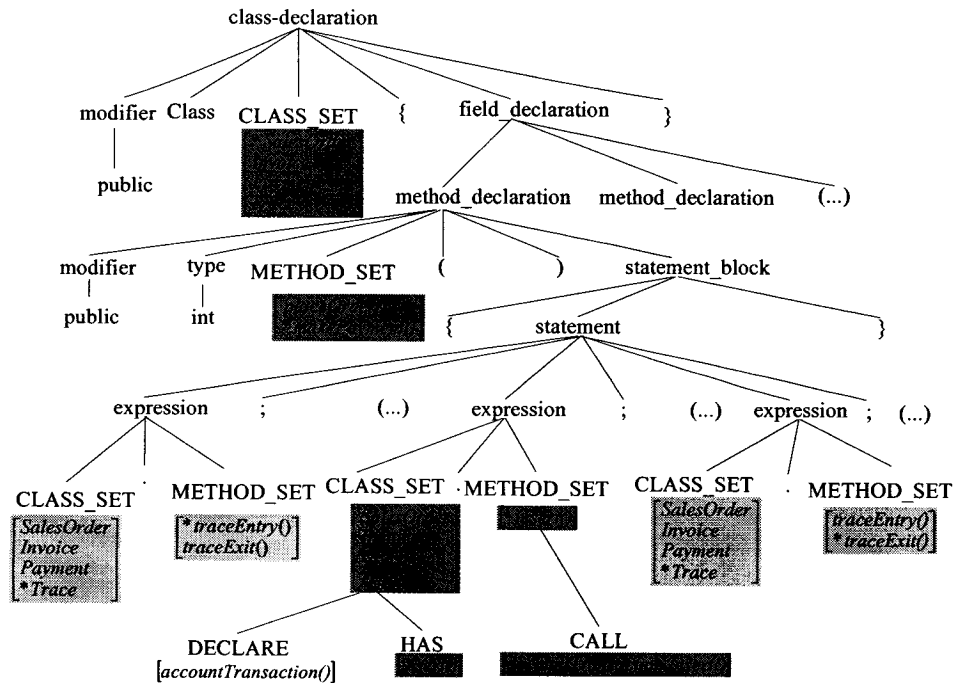 class-declaration
modifier Class CLASS_SET { field_declaration }
public
method_declaration method_declaration (...)
modifier type METHOD_SET ( ) statement_block
public int
{ statement }
expression ; (...) expression ; (...) expression ; (...)
CLASS_SET . METHOD_SET CLASS_SET . METHOD_SET CLASS_SET . METHOD_SET
[SalesOrder] [* traceEntry()] [SalesOrder] [traceEntry()]
Invoice traceExit() Invoice * traceExit()
Payment Payment
* Trace * Trace
DECLARE HAS CALL
[accountTransaction()]